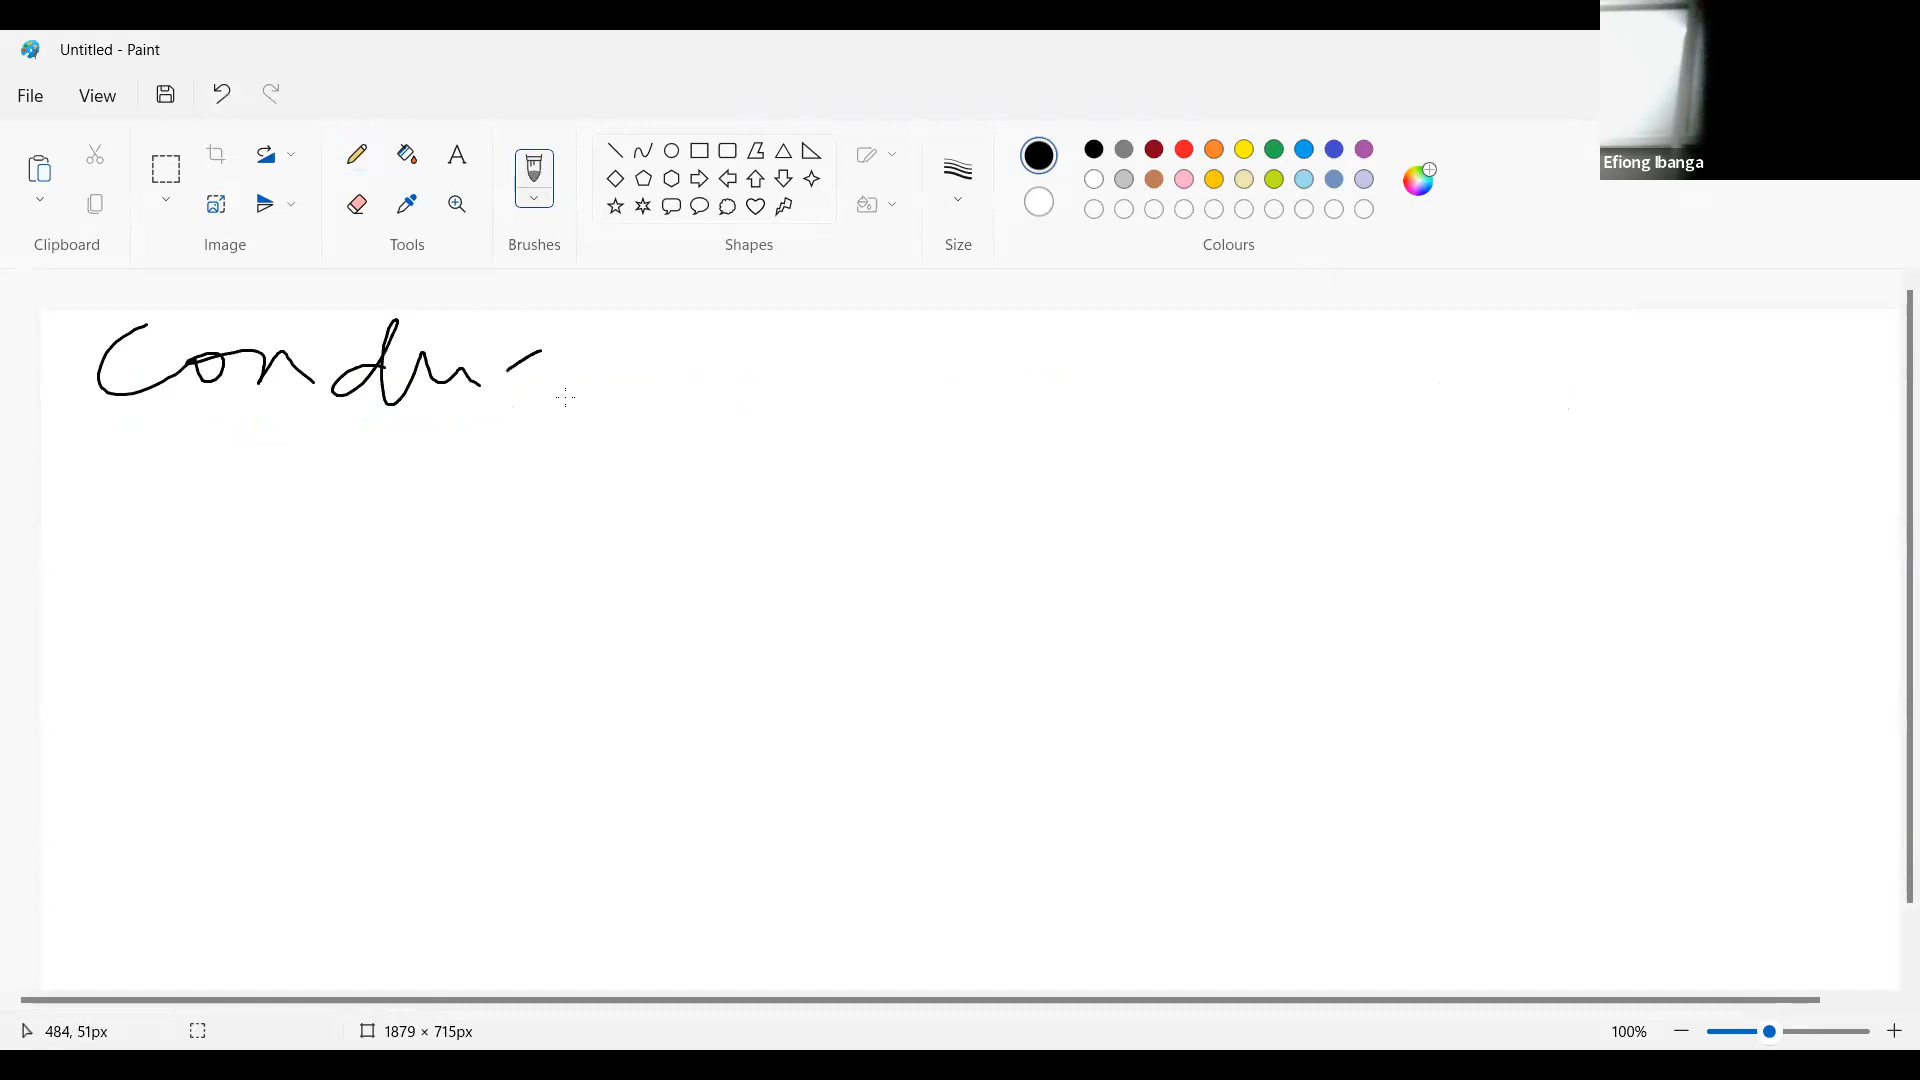 Untitled - Paint
File View
Clipboard Image Tools Brushes Shapes Size Colours
Efiong Ibanga
Condu
484, 51px 1879 × 715px 100%